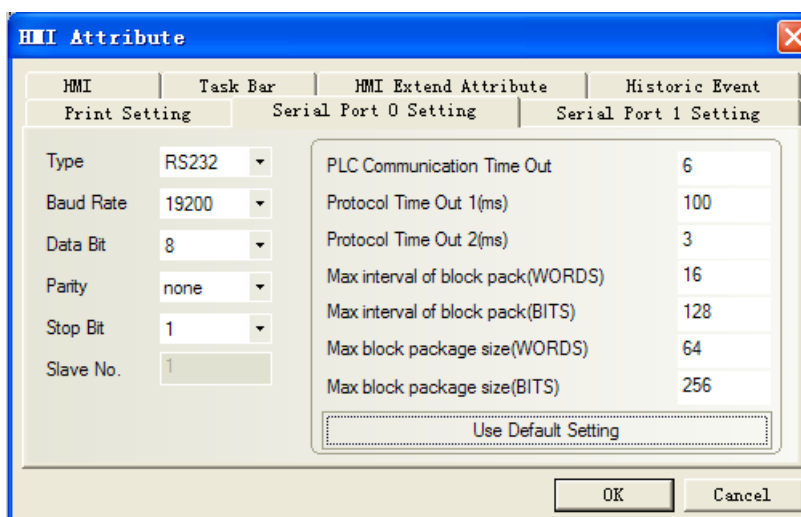 HMI Attribute
HMI Task Bar HMI Extend Attribute Historic Event
Print Setting Serial Port 0 Setting Serial Port 1 Setting
Type RS232
Baud Rate 19200
Data Bit 8
Parity none
Stop Bit 1
Slave No. 1
PLC Communication Time Out 6
Protocol Time Out 1(ms) 100
Protocol Time Out 2(ms) 3
Max interval of block pack(WORDS) 16
Max interval of block pack(BITS) 128
Max block package size(WORDS) 64
Max block package size(BITS) 256
Use Default Setting
OK Cancel